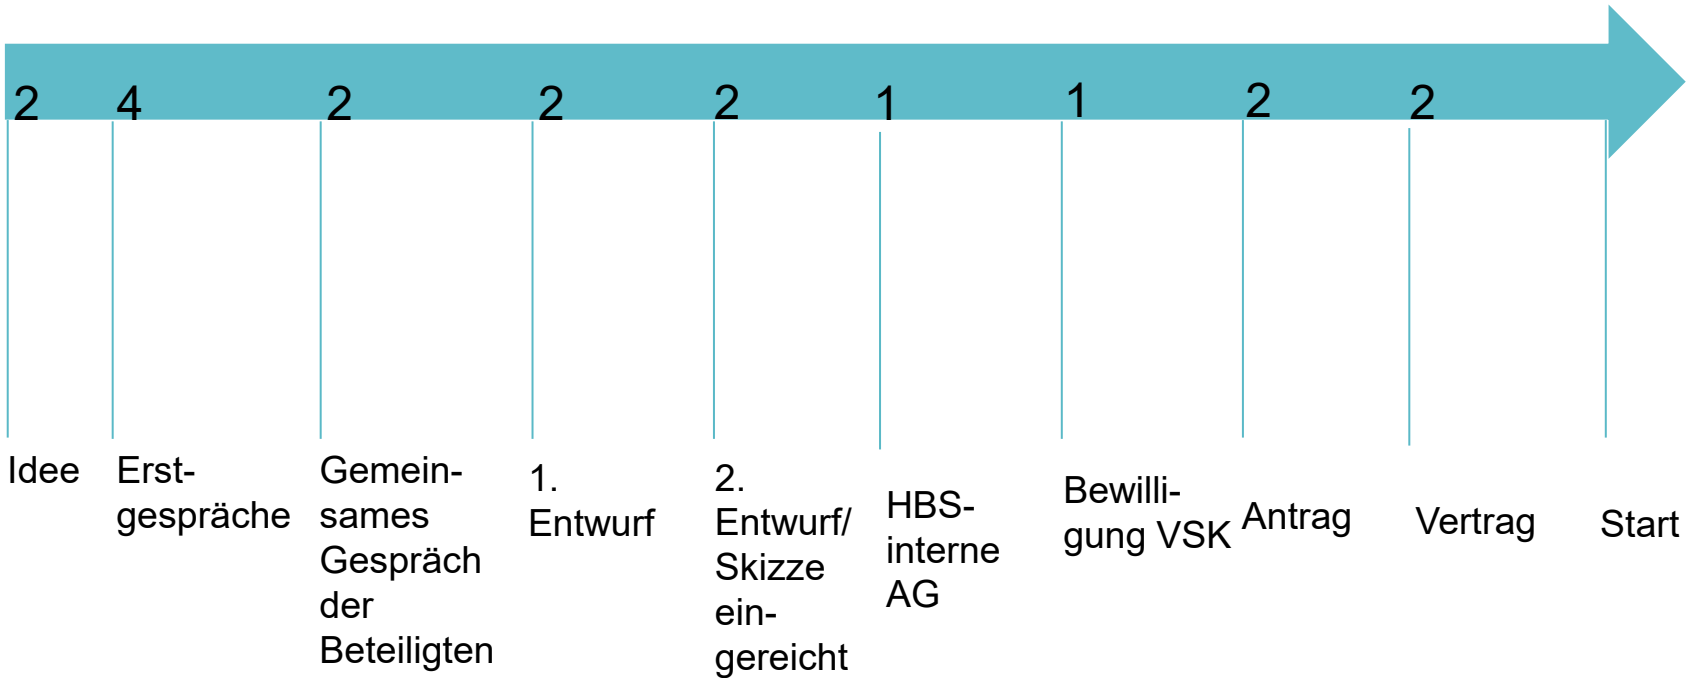 2 4 2 2 2 1 1 2 2
Idee
Erst-
gespräche
Gemein-
sames
Gespräch
der
Beteiligten
1.
Entwurf
2.
Entwurf/
Skizze
ein-
gereicht
HBS-
interne
AG
Bewilli-
gung VSK
Antrag
Vertrag
Start